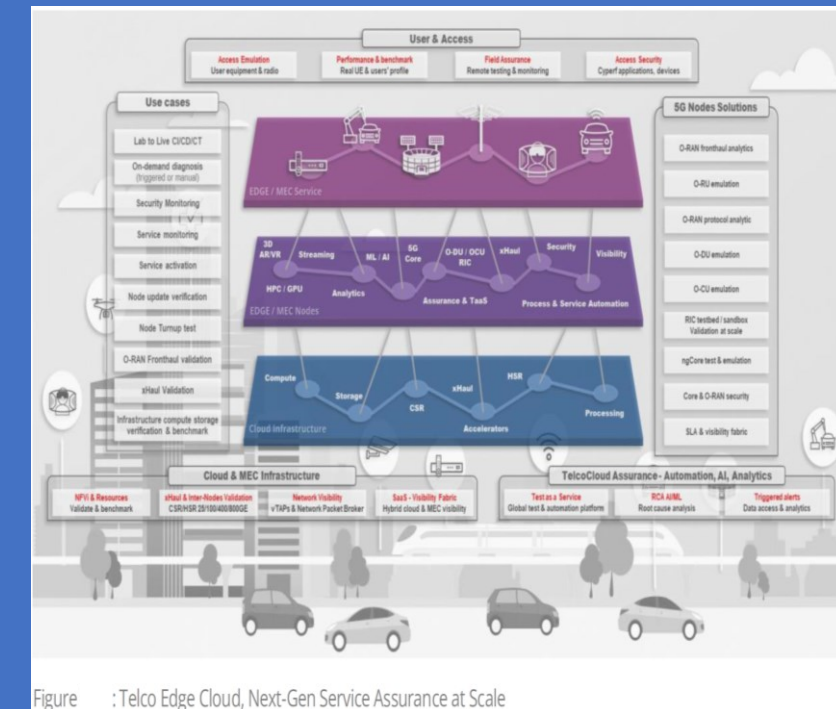 User & Access
Access Emulation
User equipment & radio
Performance & benchmark
Real UE & users' profile
Field Assurance
Remote testing & monitoring
Access Security
Cyperf applications, devices
Use cases
Lab to Live CI/CD/CT
On-demand diagnosis
(triggered or manual)
Security Monitoring
Service monitoring
Service activation
Node update verification
Node Turnup test
O-RAN Fronthaul validation
xHaul Validation
Infrastructure compute storage
verification & benchmark
EDGE / MEC Service
3D
AR/VR
Streaming
HPC / GPU
ML / AI
Analytics
5G
Core
O-DU / OCU
RIC
Assurance & TaaS
xHaul
Security
Process & Service Automation
Visibility
EDGE / MEC Nodes
Compute
Storage
CSR
xHaul
Accelerators
HSR
Processing
Cloud Infrastructure
5G Nodes Solutions
O-RAN fronthaul analytics
O-RU emulation
O-RAN protocol analytic
O-DU emulation
O-CU emulation
RIC testbed / sandbox
Validation at scale
ngCore test & emulation
Core & O-RAN security
SLA & visibility fabric
Cloud & MEC Infrastructure
NFVi & Resources
Validate & benchmark
xHaul & Inter-Nodes Validation
CSR/HSR 25/100/400/800GE
Network Visibility
vTAPs & Network Packet Broker
SaaS - Visibility Fabric
Hybrid cloud & MEC visibility
TelcoCloud Assurance - Automation, AI, Analytics
Test as a Service
Global test & automation platform
RCA AI/ML
Root cause analysis
Triggered alerts
Data access & analytics
Figure : Telco Edge Cloud, Next-Gen Service Assurance at Scale